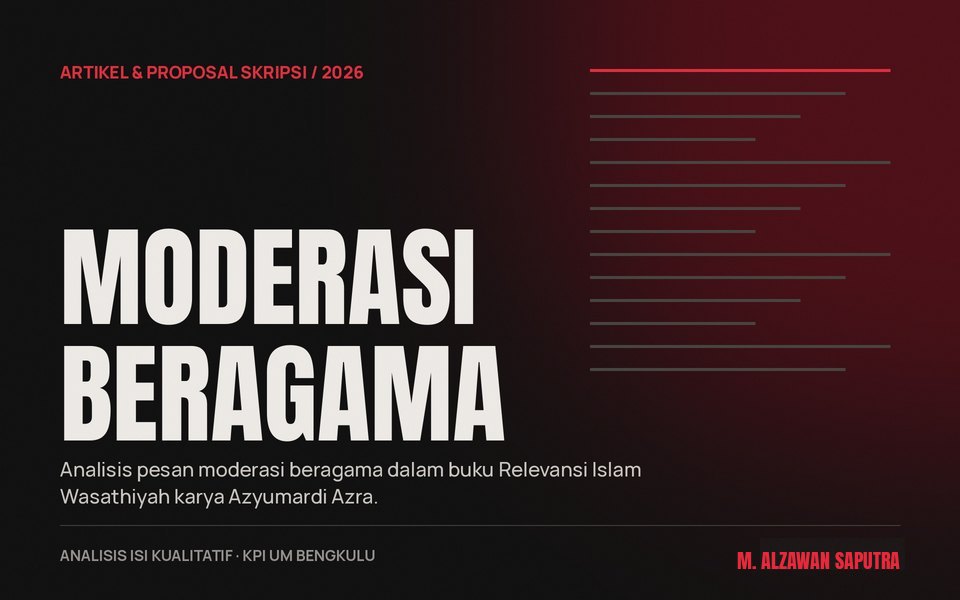 ARTIKEL & PROPOSAL SKRIPSI / 2026
MODERASI
BERAGAMA
Analisis pesan moderasi beragama dalam buku Relevansi Islam
Wasathiyah karya Azyumardi Azra.
ANALISIS ISI KUALITATIF · KPI UM BENGKULU
M. ALZAWAN SAPUTRA